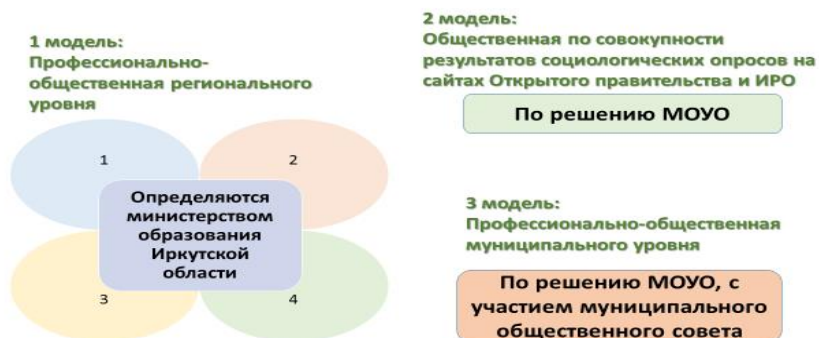 1 модель:
Профессионально-
общественная регионального
уровня
1
2
Определяются
министерством
образования
Иркутской
области
3
4
2 модель:
Общественная по совокупности
результатов социологических опросов на
сайтах Открытого правительства и ИРО
По решению МОУО
3 модель:
Профессионально-общественная
муниципального уровня
По решению МОУО, с
участием муниципального
общественного совета